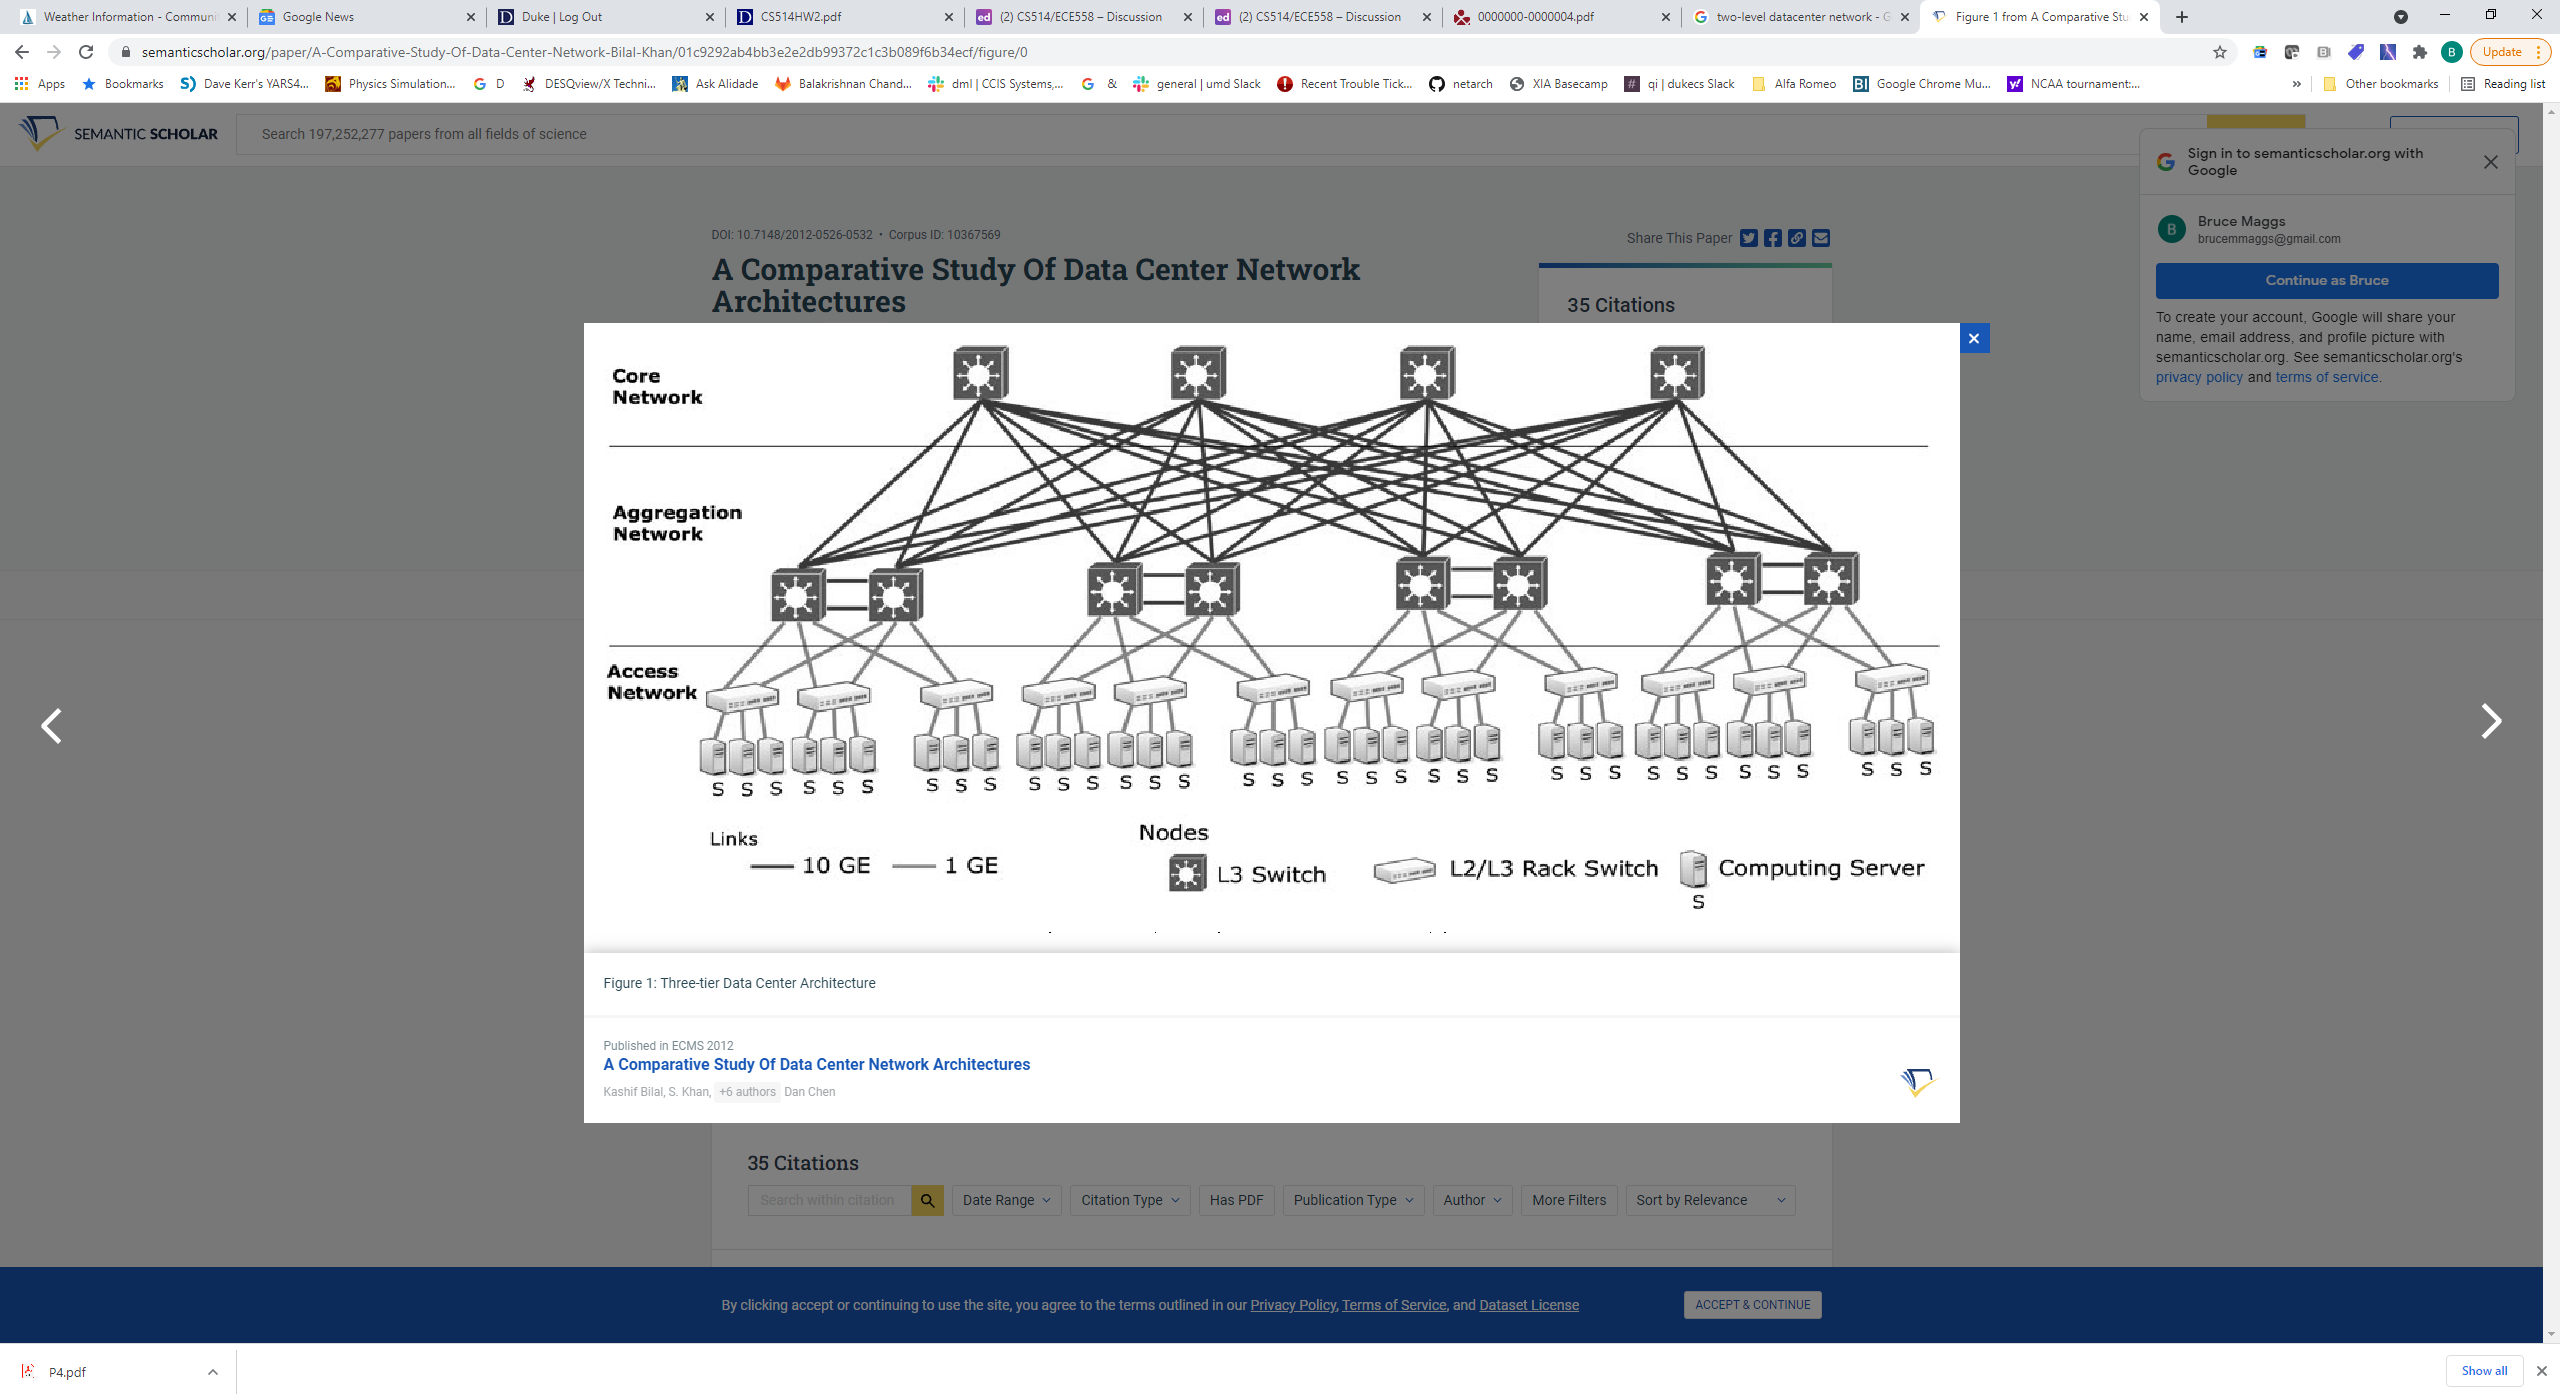 Weather Information - Commun
Google News
Duke | Log Out
CS514HW2.pdf
(2) CS514/ECE558 – Discussion
(2) CS514/ECE558 – Discussion
0000000-0000004.pdf
two-level datacenter network - G
Figure 1 from A Comparative Stu
semanticscholar.org/paper/A-Comparative-Study-Of-Data-Center-Network-Bilal-Khan/01c9292ab4bb3e2e2db99372c1c3b089f6b34ecf/figure/0
B
Update
Apps
Bookmarks
Dave Kerr's YARS4...
Physics Simulation...
D
DESQview/X Techni...
Ask Alidade
Balakrishnan Chand...
dml | CCIS Systems,...
&
general | umd Slack
Recent Trouble Tick...
netarch
XIA Basecamp
qi | dukecs Slack
Alfa Romeo
Google Chrome Mu...
NCAA tournament:...
»
Other bookmarks
Reading list
SEMANTIC SCHOLAR
Search 197,252,277 papers from all fields of science
Sign in to semanticscholar.org with
Google
B
Bruce Maggs
brucemmaggs@gmail.com
Continue as Bruce
To create your account, Google will share your
name, email address, and profile picture with
semanticscholar.org. See semanticscholar.org's
privacy policy and terms of service.
DOI: 10.7148/2012-0526-0532 • Corpus ID: 10367569
Share This Paper
A Comparative Study Of Data Center Network
Architectures
35 Citations
Core
Network
Aggregation
Network
Access
Network
S S S S S S S S S S S S S S S S S S S S S S S S S S S S S S S S S S S S
Links
10 GE
1 GE
Nodes
L3 Switch
L2/L3 Rack Switch
Computing Server
S
Figure 1: Three-tier Data Center Architecture
Published in ECMS 2012
A Comparative Study Of Data Center Network Architectures
Kashif Bilal, S. Khan, +6 authors Dan Chen
35 Citations
Search within citation
Date Range
Citation Type
Has PDF
Publication Type
Author
More Filters
Sort by Relevance
By clicking accept or continuing to use the site, you agree to the terms outlined in our Privacy Policy, Terms of Service, and Dataset License
ACCEPT & CONTINUE
P4.pdf
Show all